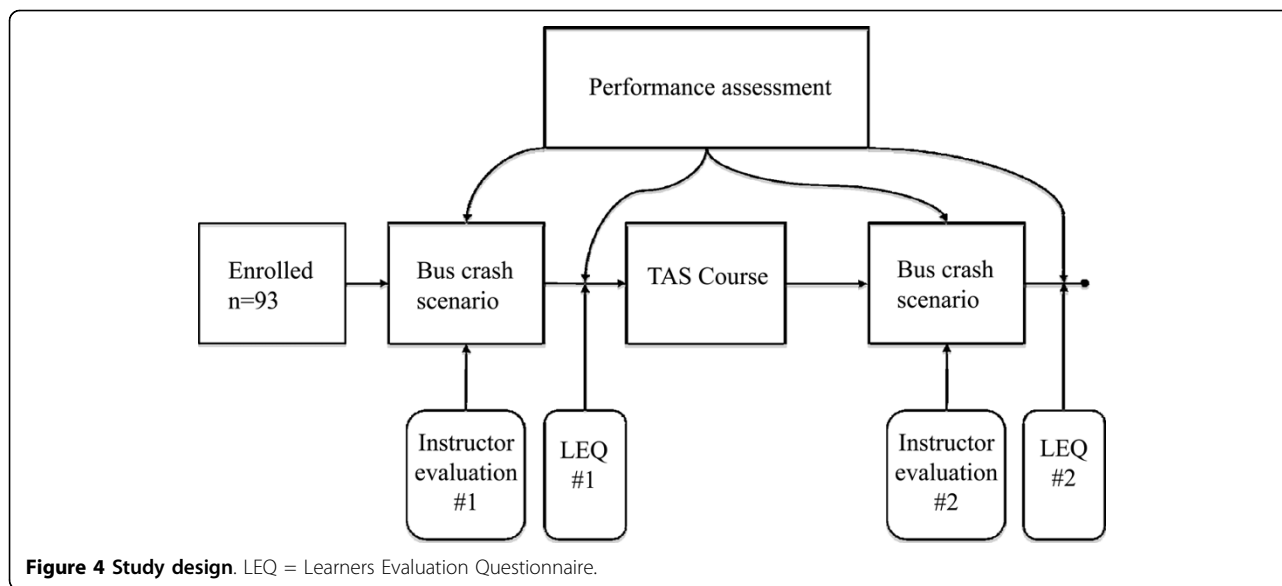 Performance assessment
Enrolled
n=93
Bus crash
scenario
TAS Course
Bus crash
scenario
Instructor
evaluation
#1
LEQ
#1
Instructor
evaluation
#2
LEQ
#2
Figure 4 Study design. LEQ = Learners Evaluation Questionnaire.